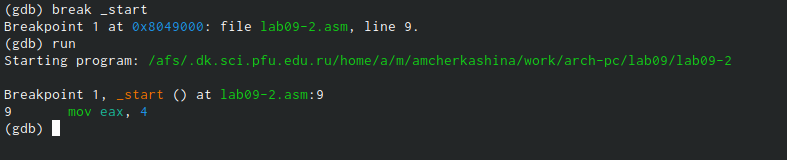 (gdb) break _start
Breakpoint 1 at 0x8049000: file lab09-2.asm, line 9.
(gdb) run
Starting program: /afs/.dk.sci.pfu.edu.ru/home/a/m/amcherkashina/work/arch-pc/lab09/lab09-2
Breakpoint 1, _start () at lab09-2.asm:9
9       mov eax, 4
(gdb)